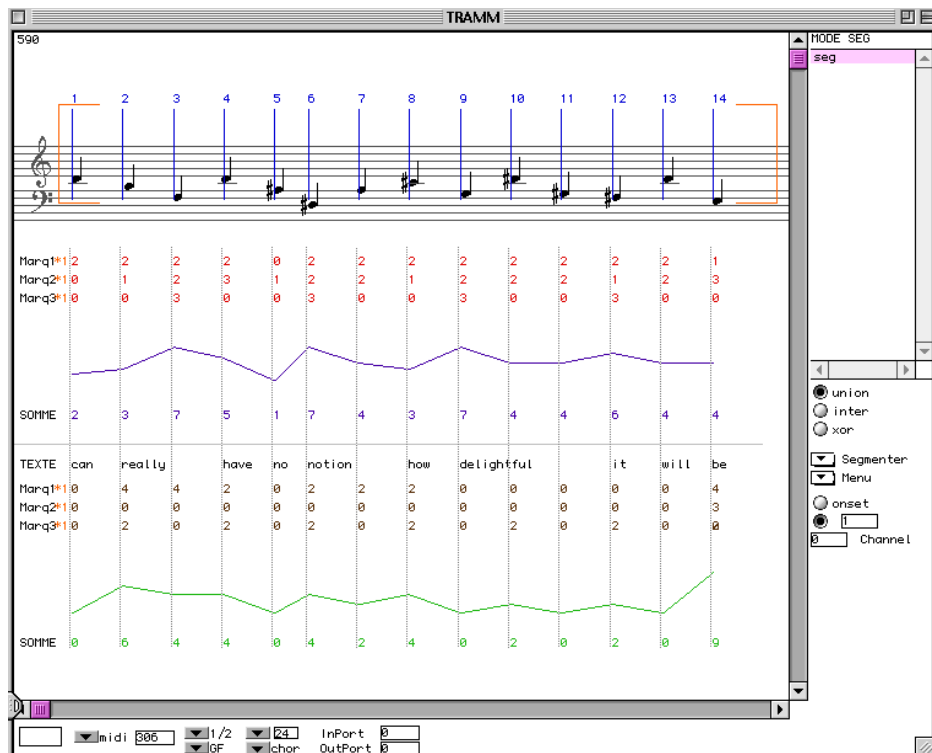 TRAMM
590
MODE SEG
seg
1 2 3 4 5 6 7 8 9 10 11 12 13 14
Marq1*1 2 2 2 2 0 2 2 2 2 2 2 2 2 1
Marq2*1 0 1 2 3 1 2 2 1 2 2 2 1 2 3
Marq3*1 0 0 3 0 0 3 0 0 3 0 0 3 0 0
SOMME 2 3 7 5 1 7 4 3 7 4 4 6 4 4
TEXTE can really have no notion how delightful it will be
Marq1*1 0 4 4 2 0 2 2 2 0 0 0 0 0 4
Marq2*1 0 0 0 0 0 0 0 0 0 0 0 0 0 3
Marq3*1 0 2 0 2 0 2 0 2 0 2 0 2 0 0
SOMME 0 6 4 4 0 4 2 4 0 2 0 2 0 9
union
inter
xor
Segmenter
Menu
onset
1
0 Channel
midi 306 1/2 24 InPort 0
GF chor OutPort 0